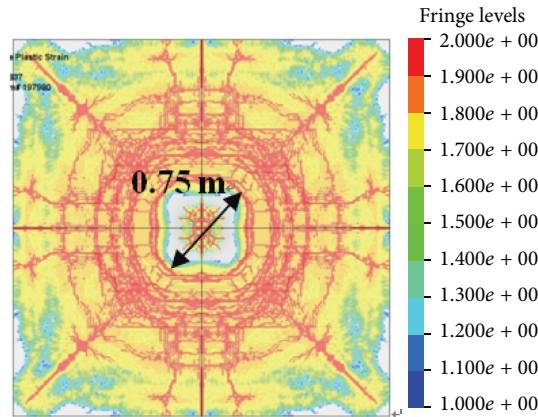 Fringe levels
e Plastic Strain
837
m# 197980
0.75 m
2.000e + 00
1.900e + 00
1.800e + 00
1.700e + 00
1.600e + 00
1.500e + 00
1.400e + 00
1.300e + 00
1.200e + 00
1.100e + 00
1.000e + 00